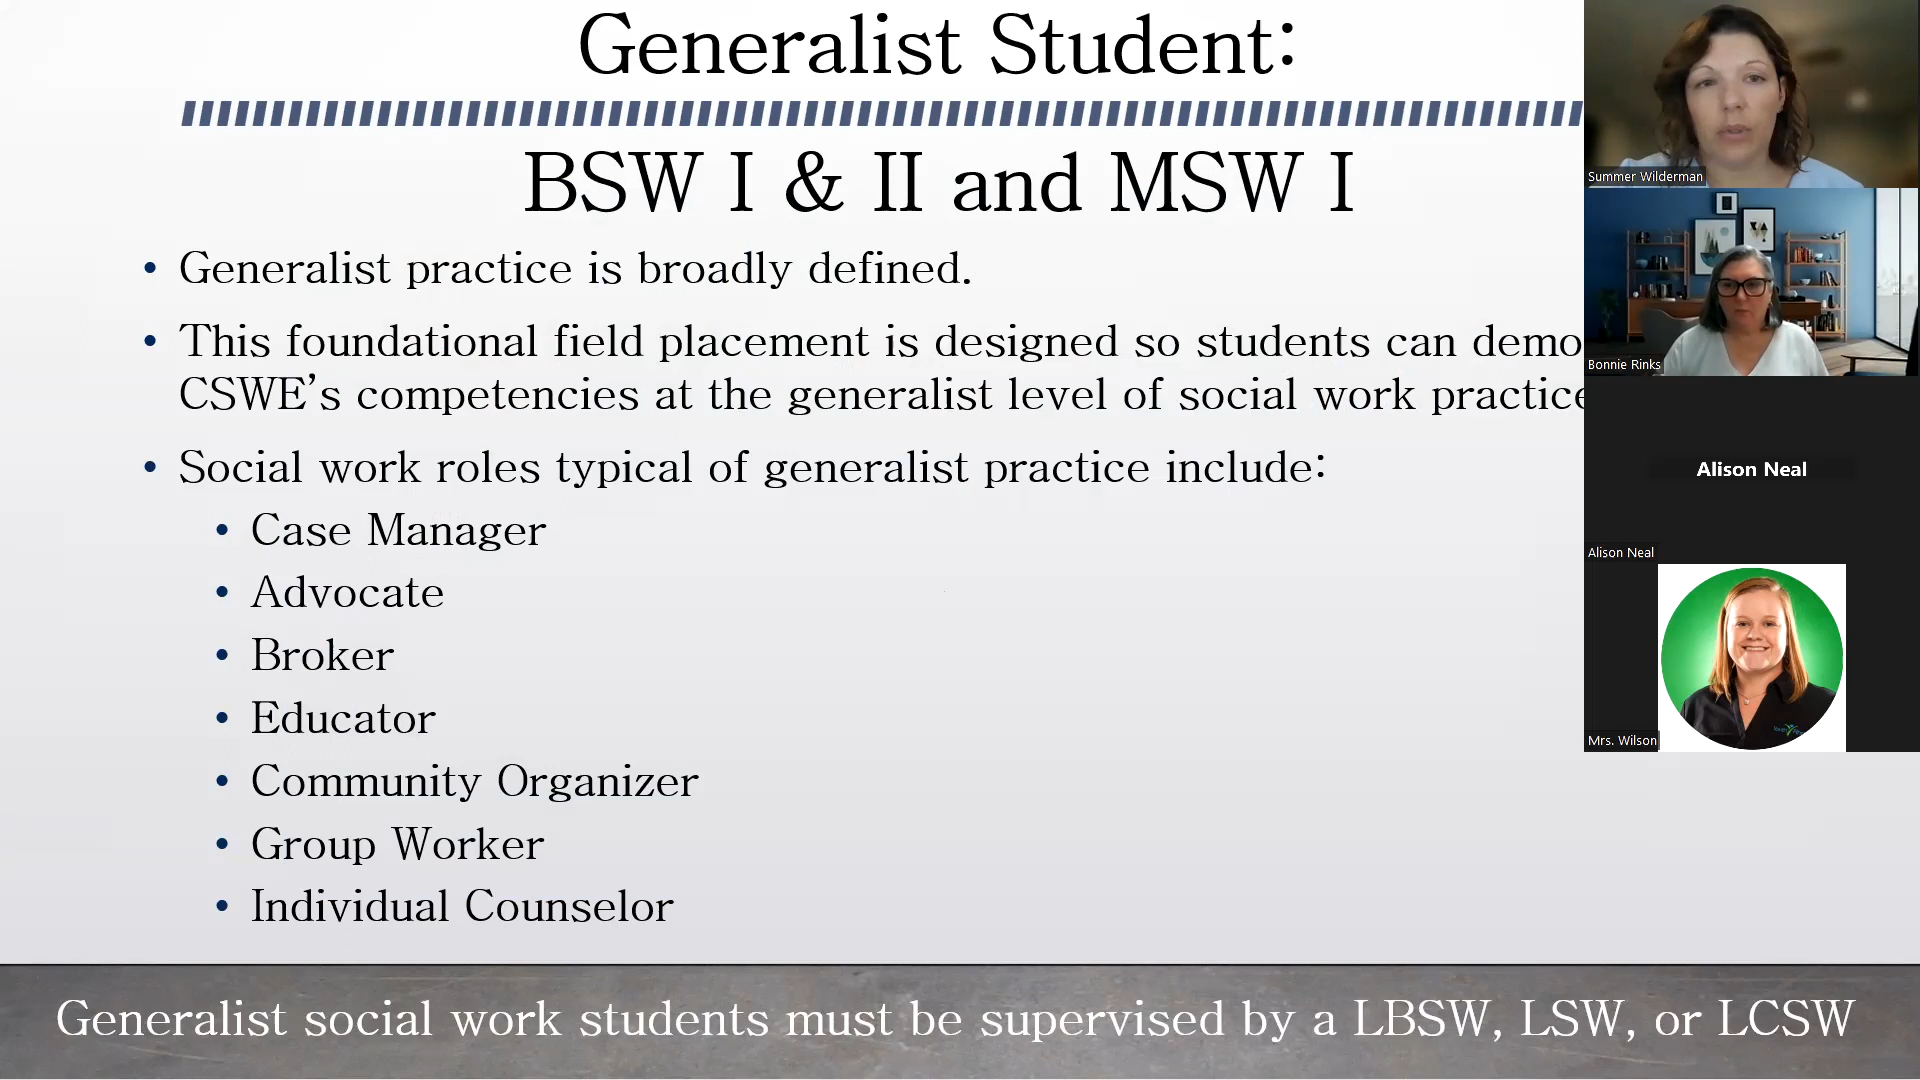 Generalist Student:
BSW I & II and MSW I
• Generalist practice is broadly defined.
• This foundational field placement is designed so students can demo
CSWE’s competencies at the generalist level of social work practice
• Social work roles typical of generalist practice include:
• Case Manager
• Advocate
• Broker
• Educator
• Community Organizer
• Group Worker
• Individual Counselor
Generalist social work students must be supervised by a LBSW, LSW, or LCSW
Summer Wilderman
Bonnie Rinks
Alison Neal
Alison Neal
Mrs. Wilson